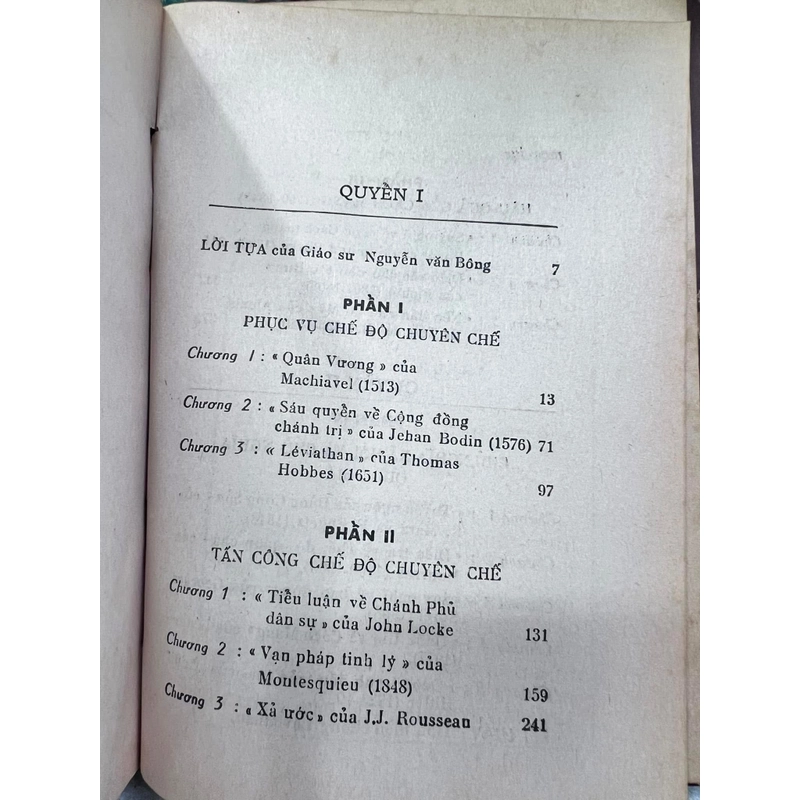 QUYỀN I
LỜI TỰA của Giáo sư Nguyễn văn Bông 7
PHẦN I
PHỤC VỤ CHẾ ĐỘ CHUYÊN CHẾ
Chương 1 : « Quân Vương » của
Machiavel (1513) 13
Chương 2 : « Sáu quyền về Cộng đồng
chánh trị » của Jehan Bodin (1576) 71
Chương 3 : « Léviathan » của Thomas
Hobbes (1651) 97
PHẦN II
TẤN CÔNG CHẾ ĐỘ CHUYÊN CHẾ
Chương 1 : « Tiểu luận về Chánh Phủ
dân sự » của John Locke 131
Chương 2 : « Vạn pháp tinh lý » của
Montesquieu (1848) 159
Chương 3 : « Xả ước » của J.J. Rousseau 241